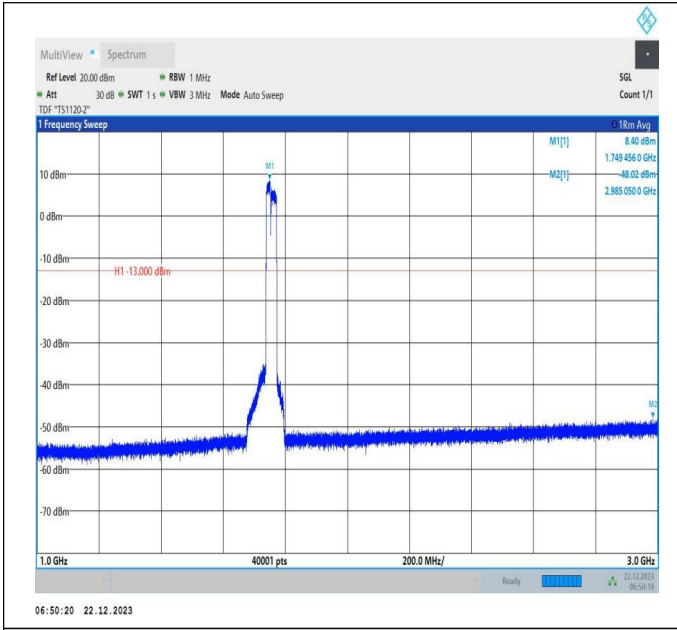 R S
MultiView Spectrum
Ref Level 20.00 dBm RBW 1 MHz SGL
Att 30 dB SWT 1 s VBW 3 MHz Mode Auto Sweep Count 1/1
TDF "TS1120-2"
1 Frequency Sweep 1Rm Avg
M1[1] 8.40 dBm
1.749 456 0 GHz
M1
10 dBm M2[1] -48.02 dBm
2.985 050 0 GHz
0 dBm
-10 dBm
H1 -13.000 dBm
-20 dBm
-30 dBm
-40 dBm
M2
-50 dBm
-60 dBm
-70 dBm
1.0 GHz 40001 pts 200.0 MHz/ 3.0 GHz
Ready 22.12.2023
06:50:19
06:50:20 22.12.2023